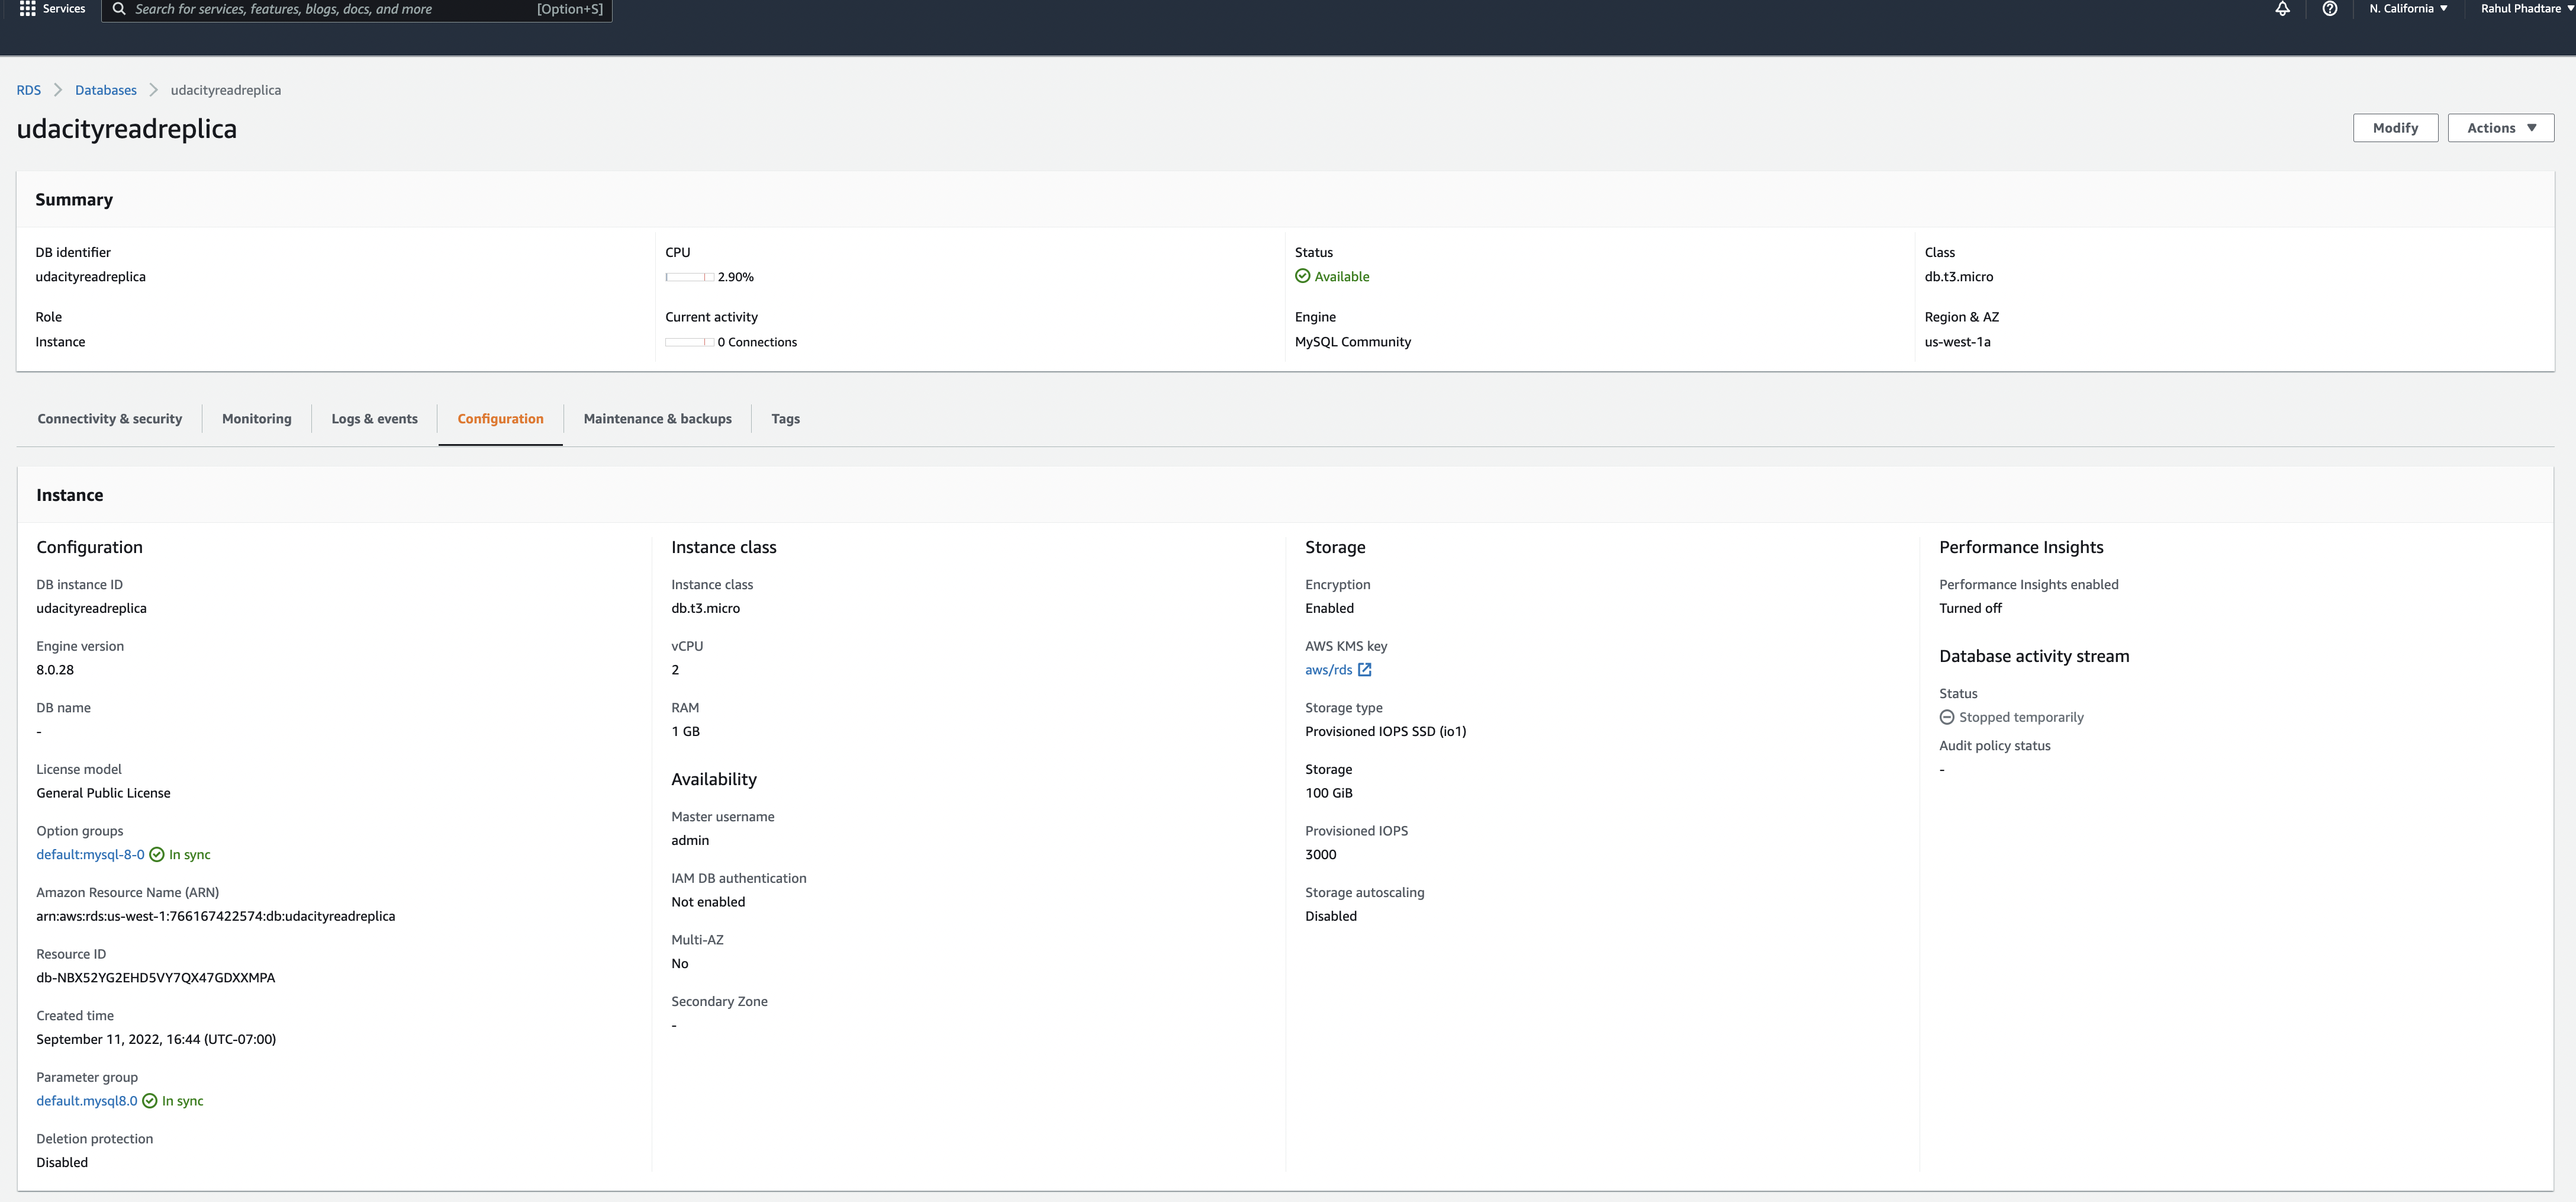 Services
Search for services, features, blogs, docs, and more [Option+S]
N. California
Rahul Phadtare
RDS
Databases
udacityreadreplica
udacityreadreplica
Modify
Actions
Summary
DB identifier
udacityreadreplica
Role
Instance
CPU
2.90%
Current activity
0 Connections
Status
Available
Engine
MySQL Community
Class
db.t3.micro
Region & AZ
us-west-1a
Connectivity & security
Monitoring
Logs & events
Configuration
Maintenance & backups
Tags
Instance
Configuration
DB instance ID
udacityreadreplica
Engine version
8.0.28
DB name
-
License model
General Public License
Option groups
default:mysql-8-0 In sync
Amazon Resource Name (ARN)
arn:aws:rds:us-west-1:766167422574:db:udacityreadreplica
Resource ID
db-NBX52YG2EHD5VY7QX47GDXXMPA
Created time
September 11, 2022, 16:44 (UTC-07:00)
Parameter group
default.mysql8.0 In sync
Deletion protection
Disabled
Instance class
Instance class
db.t3.micro
vCPU
2
RAM
1 GB
Availability
Master username
admin
IAM DB authentication
Not enabled
Multi-AZ
No
Secondary Zone
-
Storage
Encryption
Enabled
AWS KMS key
aws/rds
Storage type
Provisioned IOPS SSD (io1)
Storage
100 GiB
Provisioned IOPS
3000
Storage autoscaling
Disabled
Performance Insights
Performance Insights enabled
Turned off
Database activity stream
Status
Stopped temporarily
Audit policy status
-